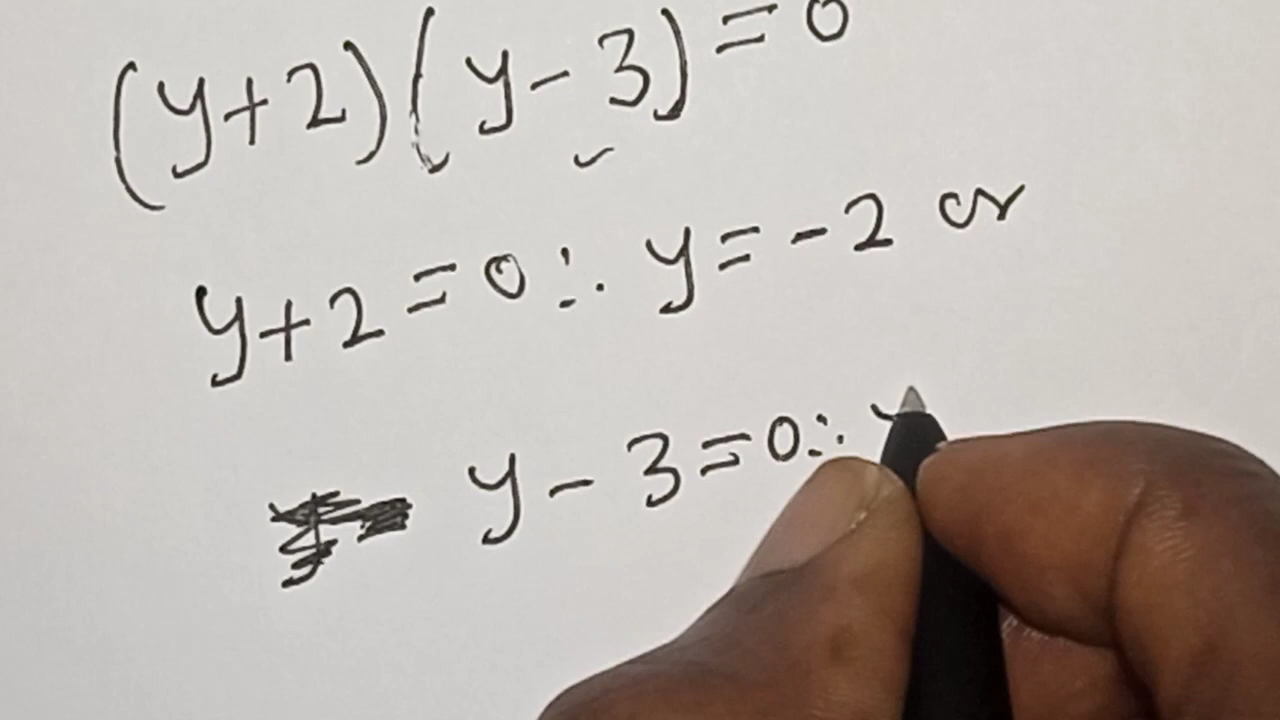 (y+2)(y-3)=0
y+2=0∴ y=-2 or
y-3=0∴ y